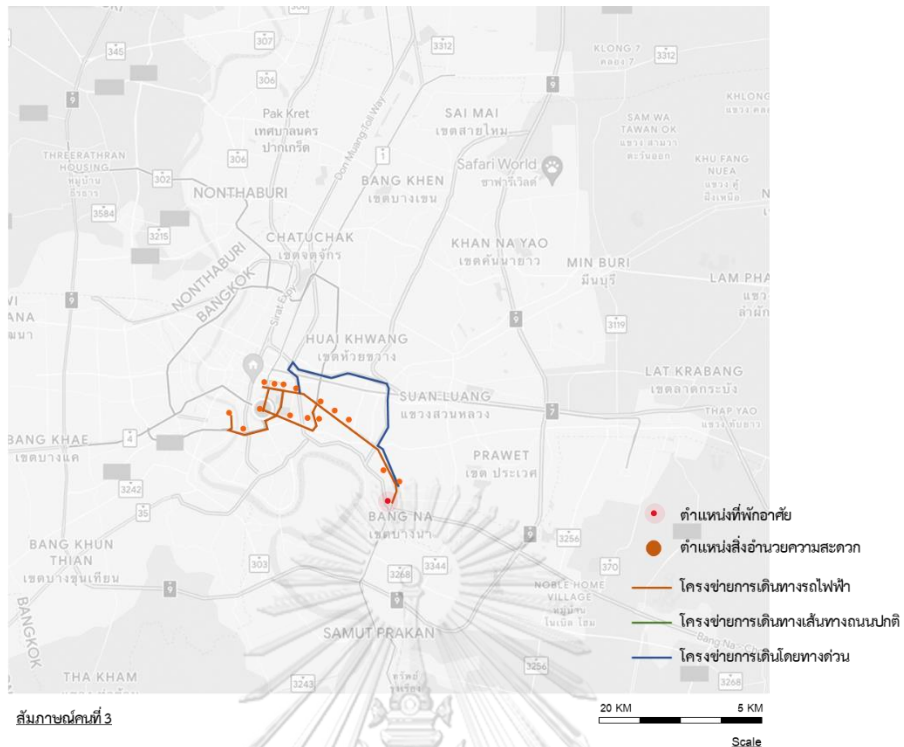 345
307
3312
KLONG 7
คลอง 7
3312
9
9
306
Pak Kret
เทศบาลนคร
ปากเกร็ด
Don Muang Toll Way
SAI MAI
เขตสายไหม
SAM WA
TAWAN OK
THREERATHRAN
HOUSING
306
1
302
BANG KHEN
เขตบางเขน
Safari World
ซาฟารีเวิลด์
KHU FANG
NUEA
NONTHABURI
3584
3215
CHATUCHAK
เขตจตุจักร
KHAN NA YAO
เขตคันนายาว
MIN BURI
มีนบุรี
NONTHABURI
BANGKOK
LAM PHA
9
Sirat Expy
9
3119
HUAI KHWANG
เขตห้วยขวาง
LAT KRABANG
เขตลาดกระบัง
SUAN LUANG
แขวงสวนหลวง
7
THAP YAO
BANG KHAE
เขตบางแค
4
PRAWET
เขต ประเวศ
3242
35
BANG NA
เขตบางนา
9
3256
BANG KHUN
THIAN
เขตบางขุนเทียน
303
3268
3344
370
NOBLE HOME
VILLAGE
9
9
SAMUT PRAKAN
BANGKOK
3243
3256
3268
THA KHAM
ตำแหน่งที่พักอาศัย
ตำแหน่งสิ่งอำนวยความสะดวก
โครงข่ายการเดินทางรถไฟฟ้า
โครงข่ายการเดินทางเส้นทางถนนปกติ
โครงข่ายการเดินโดยทางด่วน
สัมภาษณ์คนที่ 3
20 KM
5 KM
Scale